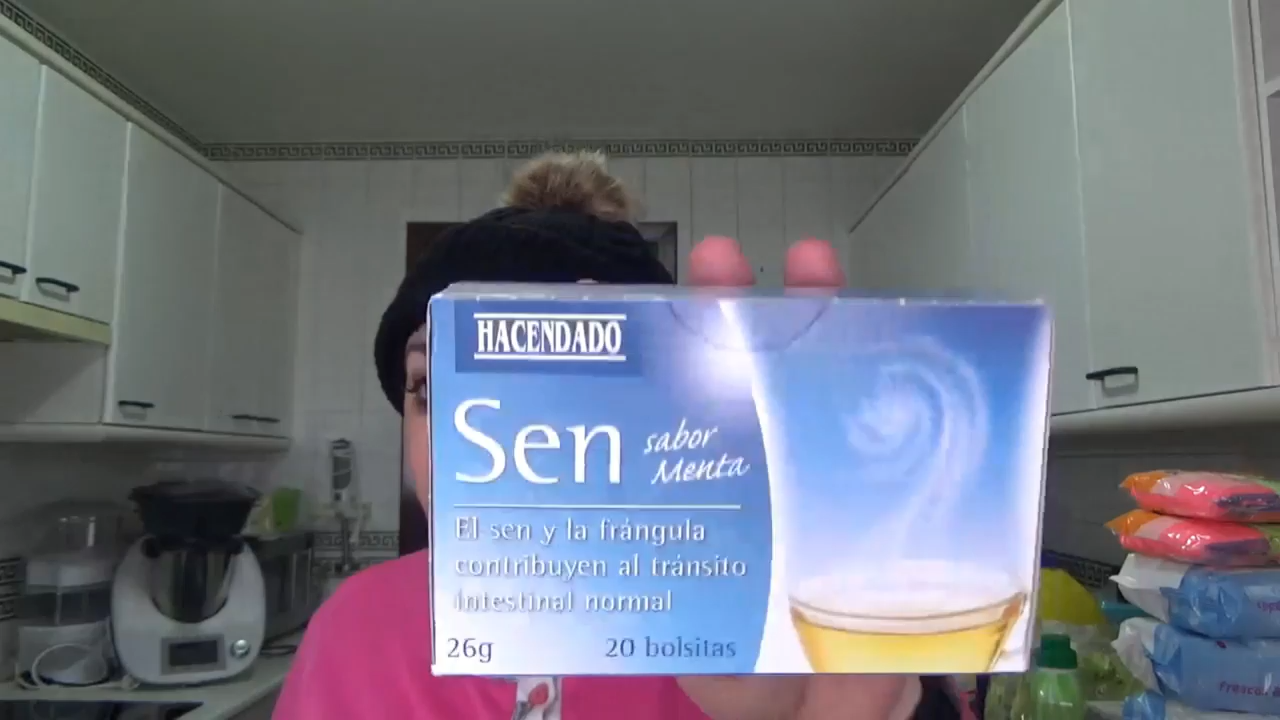 HACENDADO
Sen
sabor
Menta
El sen y la frángula
contribuyen al tránsito
intestinal normal
26g
20 bolsitas